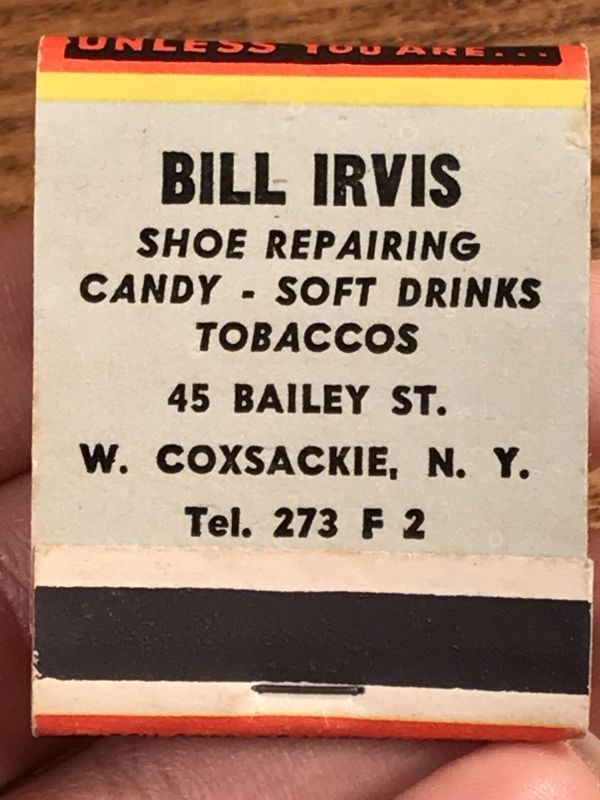 UNLESS YOU ARE...
BILL IRVIS
SHOE REPAIRING
CANDY - SOFT DRINKS
TOBACCOS
45 BAILEY ST.
W. COXSACKIE, N. Y.
Tel. 273 F 2